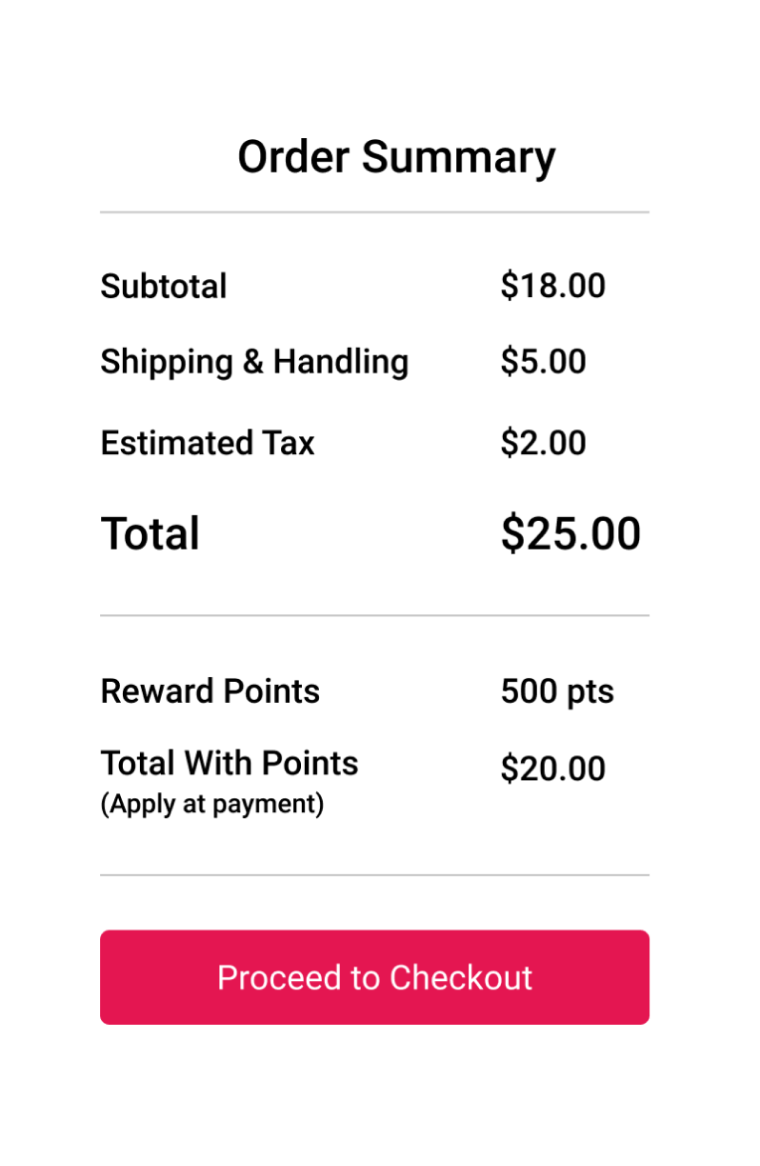 Order Summary
Subtotal $18.00
Shipping & Handling $5.00
Estimated Tax $2.00
Total $25.00
Reward Points 500 pts
Total With Points $20.00
(Apply at payment)
Proceed to Checkout